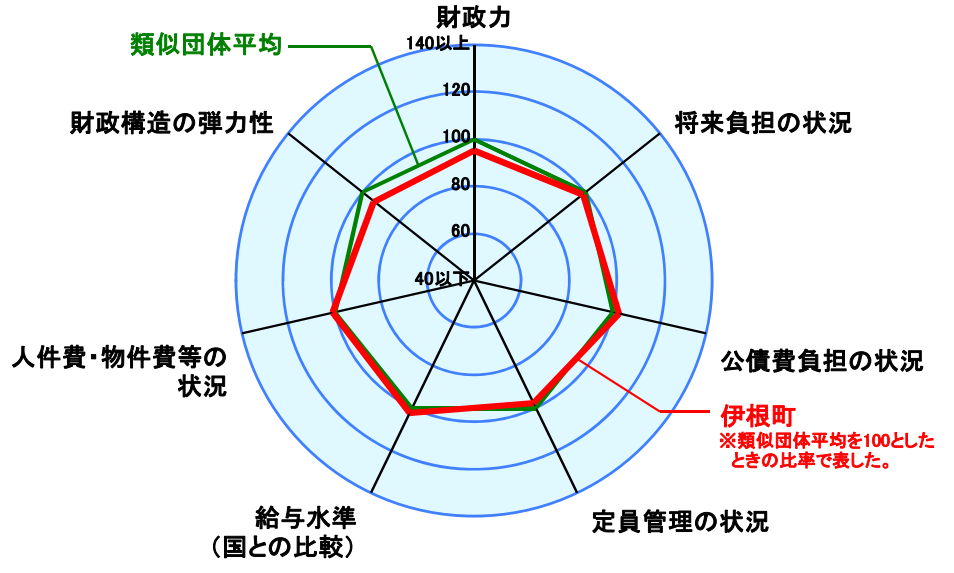 財政力
類似団体平均
140以上
120
100
80
60
40以下
財政構造の弾力性
将来負担の状況
人件費・物件費等の
状況
公債費負担の状況
伊根町
※類似団体平均を100とした
ときの比率で表した。
給与水準
（国との比較）
定員管理の状況